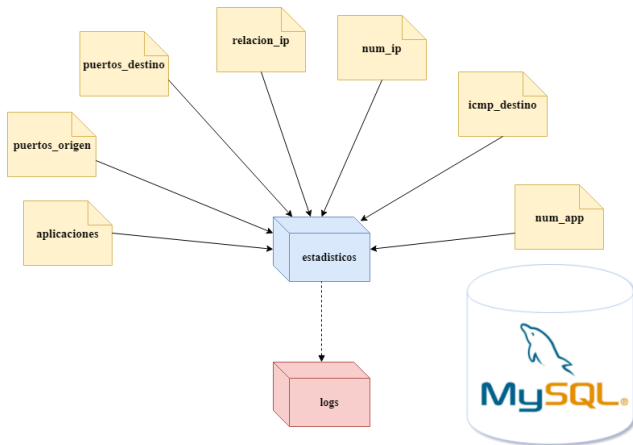 relacion_ip
num_ip
puertos_destino
icmp_destino
puertos_origen
num_app
aplicaciones
estadisticos
logs
MySQL®